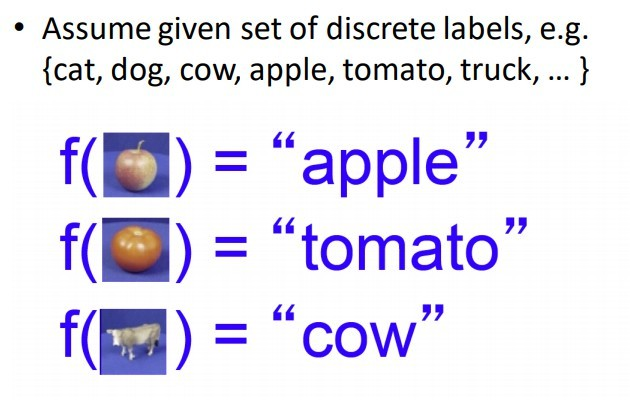 • Assume given set of discrete labels, e.g.
{cat, dog, cow, apple, tomato, truck, … }
f( ) = “apple”
f( ) = “tomato”
f( ) = “cow”